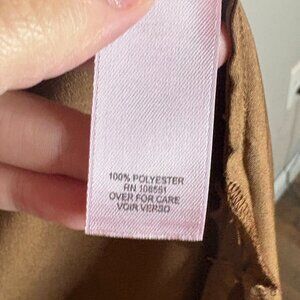 100% POLYESTER
RN 108551
OVER FOR CARE
VOIR VERSO